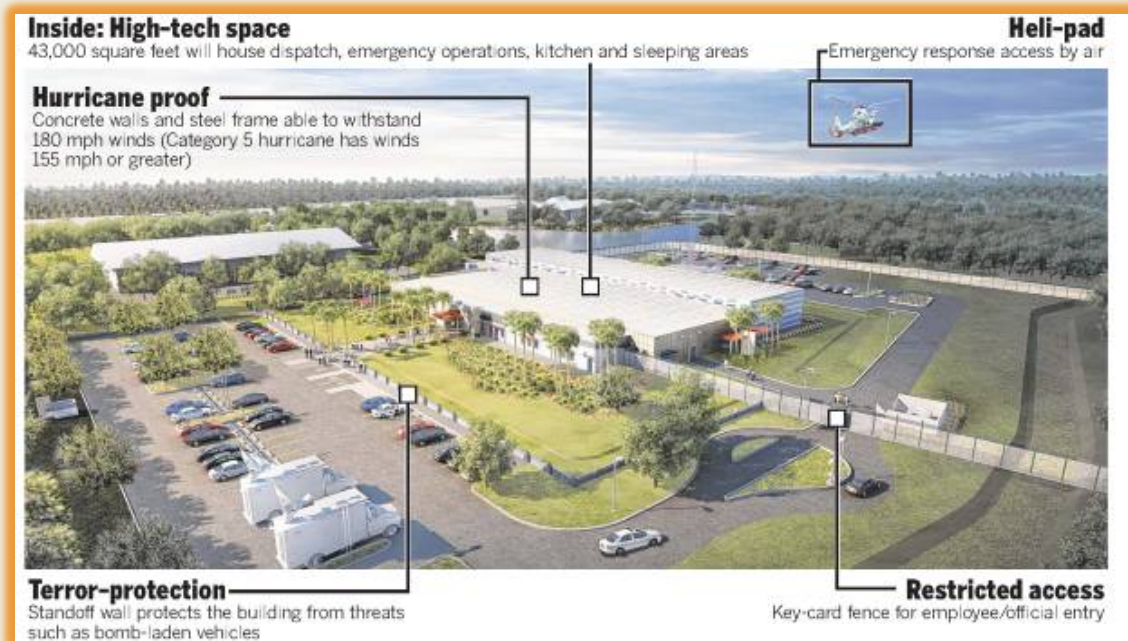 Inside: High-tech space
43,000 square feet will house dispatch, emergency operations, kitchen and sleeping areas
Heli-pad
Emergency response access by air
Hurricane proof
Concrete walls and steel frame able to withstand
180 mph winds (Category 5 hurricane has winds
155 mph or greater)
Terror-protection
Standoff wall protects the building from threats
such as bomb-laden vehicles
Restricted access
Key-card fence for employee/official entry